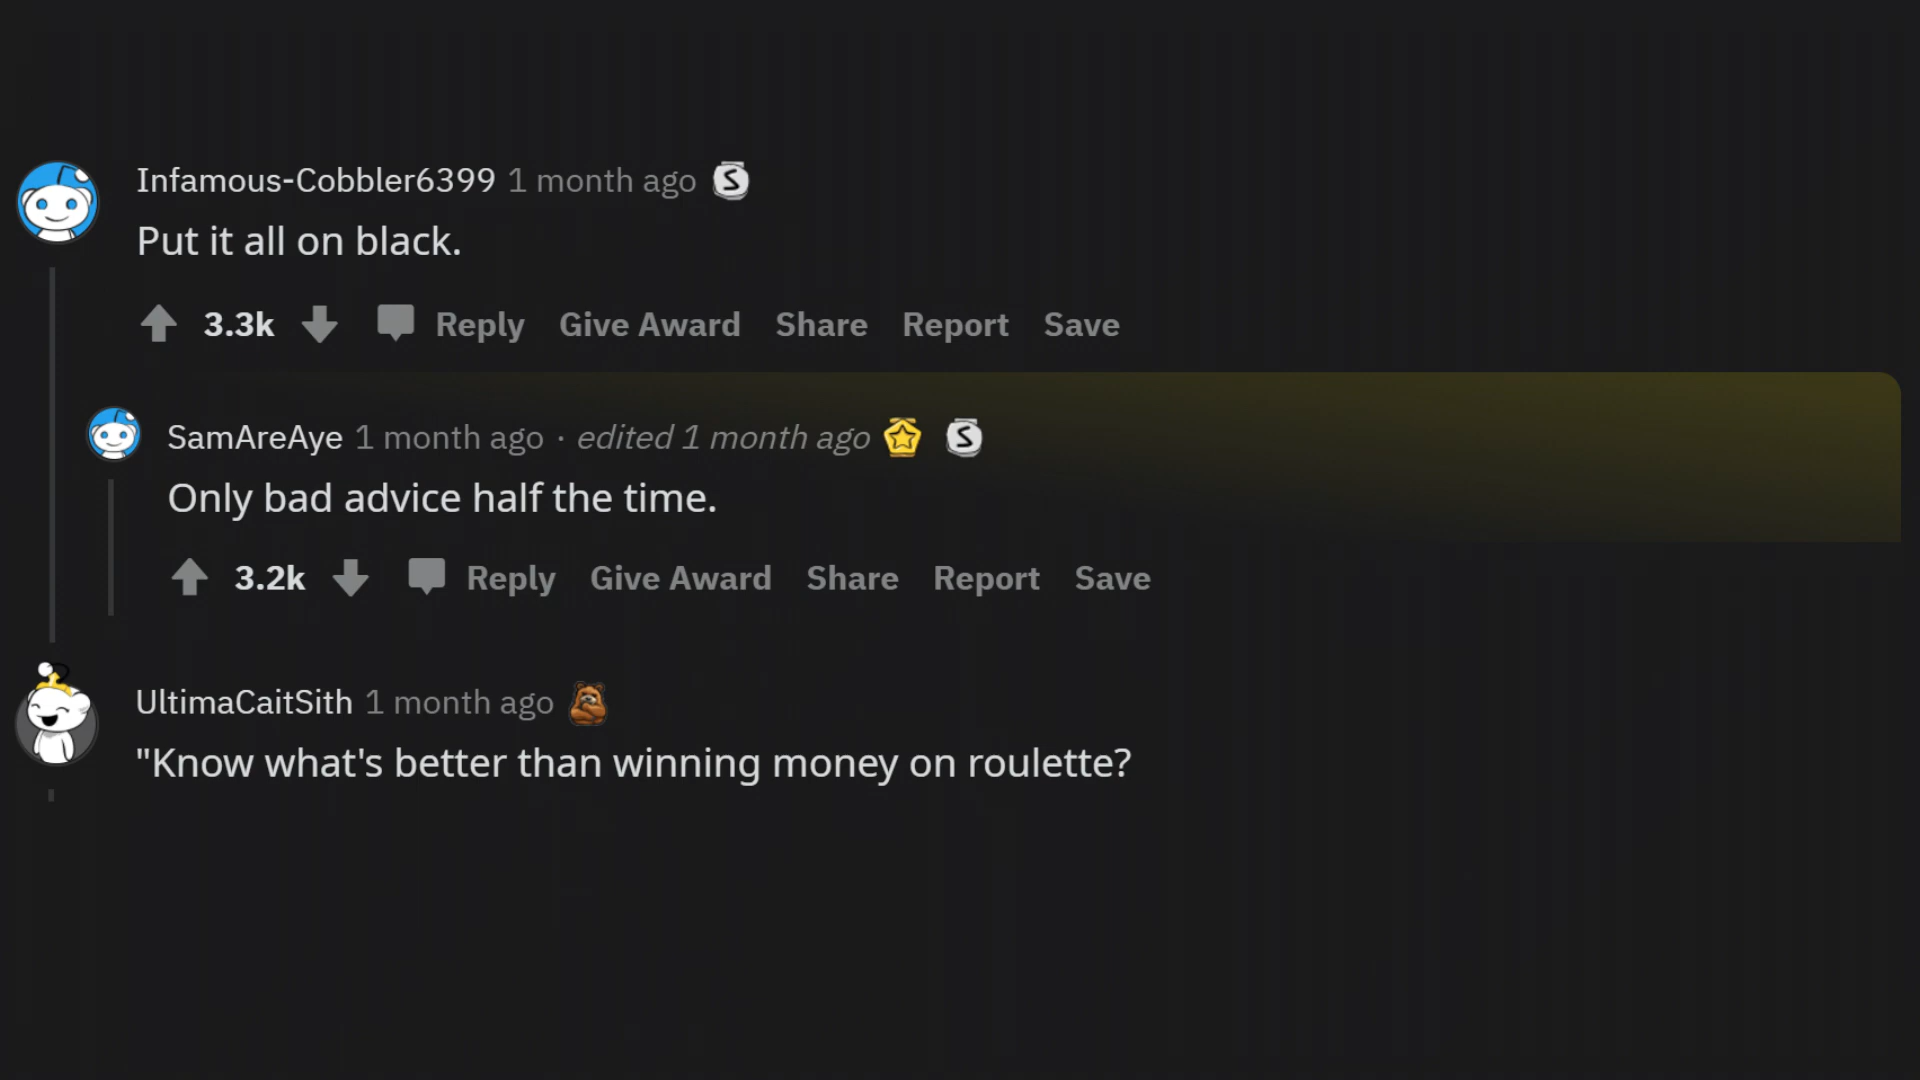 Infamous-Cobbler6399 1 month ago S
Put it all on black.
3.3k Reply Give Award Share Report Save
SamAreAye 1 month ago · edited 1 month ago S
Only bad advice half the time.
3.2k Reply Give Award Share Report Save
UltimaCaitSith 1 month ago
"Know what's better than winning money on roulette?